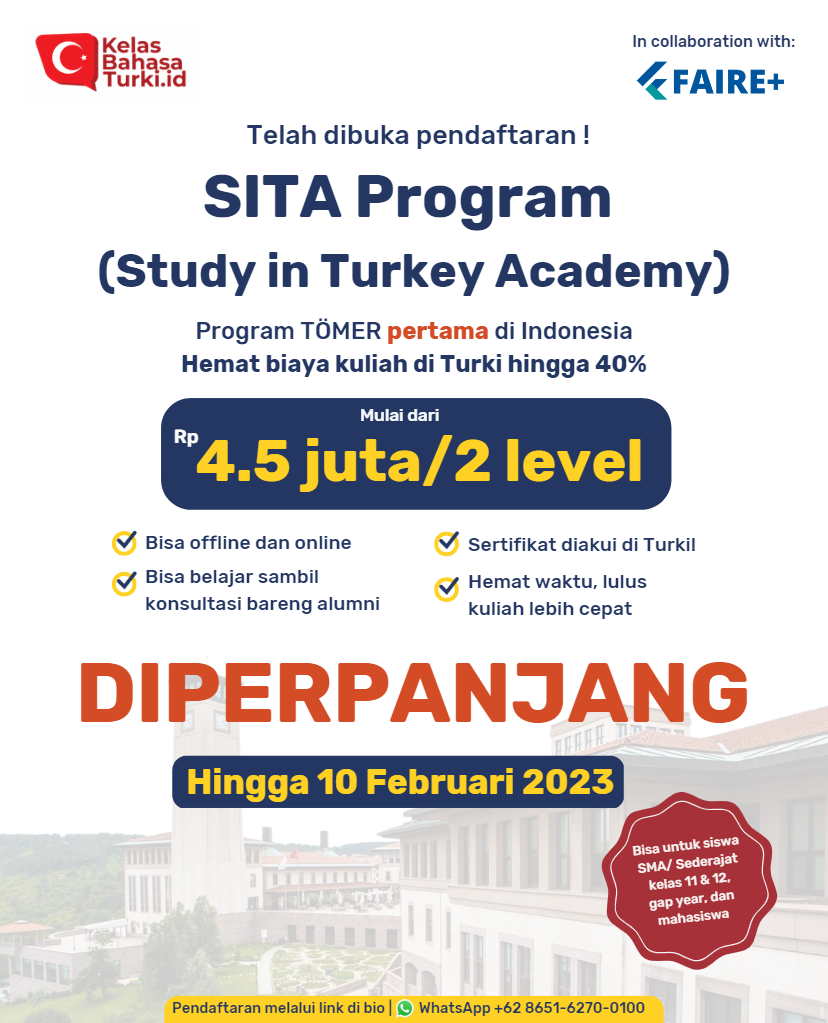 Kelas
Bahasa
Turki.id
In collaboration with:
FAIRE+
Telah dibuka pendaftaran !
SITA Program
(Study in Turkey Academy)
Program TÖMER pertama di Indonesia
Hemat biaya kuliah di Turki hingga 40%
Mulai dari
Rp 4.5 juta/2 level
Bisa offline dan online
Bisa belajar sambil
konsultasi bareng alumni
Sertifikat diakui di Turkil
Hemat waktu, lulus
kuliah lebih cepat
DIPERPANJANG
Hingga 10 Februari 2023
Bisa untuk siswa
SMA/ Sederajat
kelas 11 & 12,
gap year, dan
mahasiswa
Pendaftaran melalui link di bio | WhatsApp +62 8651-6270-0100